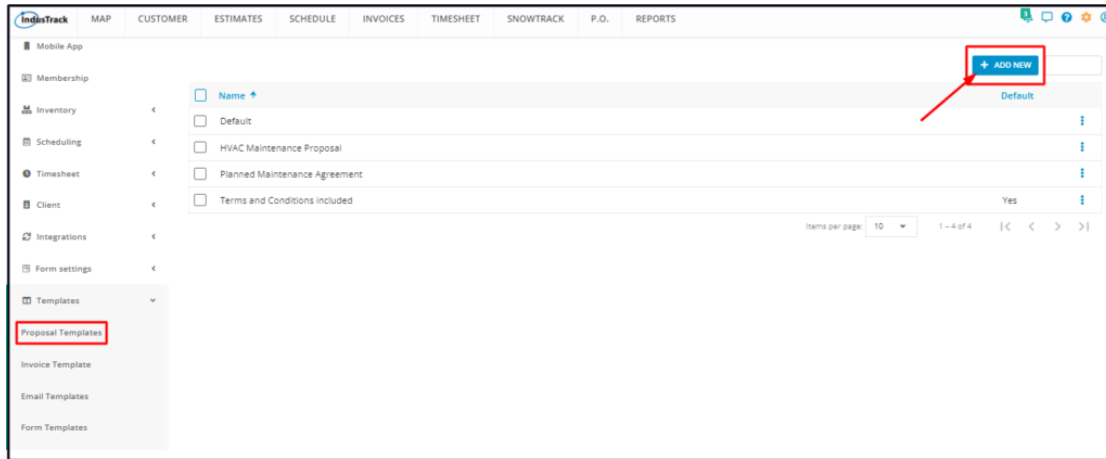 IndusTrack MAP CUSTOMER ESTIMATES SCHEDULE INVOICES TIMESHEET SNOWTRACK P.O. REPORTS
Mobile App
Membership
Inventory
Scheduling
Timesheet
Client
Integrations
Form settings
Templates
Proposal Templates
Invoice Template
Email Templates
Form Templates
+ ADD NEW
Name Default
Default
HVAC Maintenance Proposal
Planned Maintenance Agreement
Terms and Conditions included Yes
Items per page: 10 1 – 4 of 4